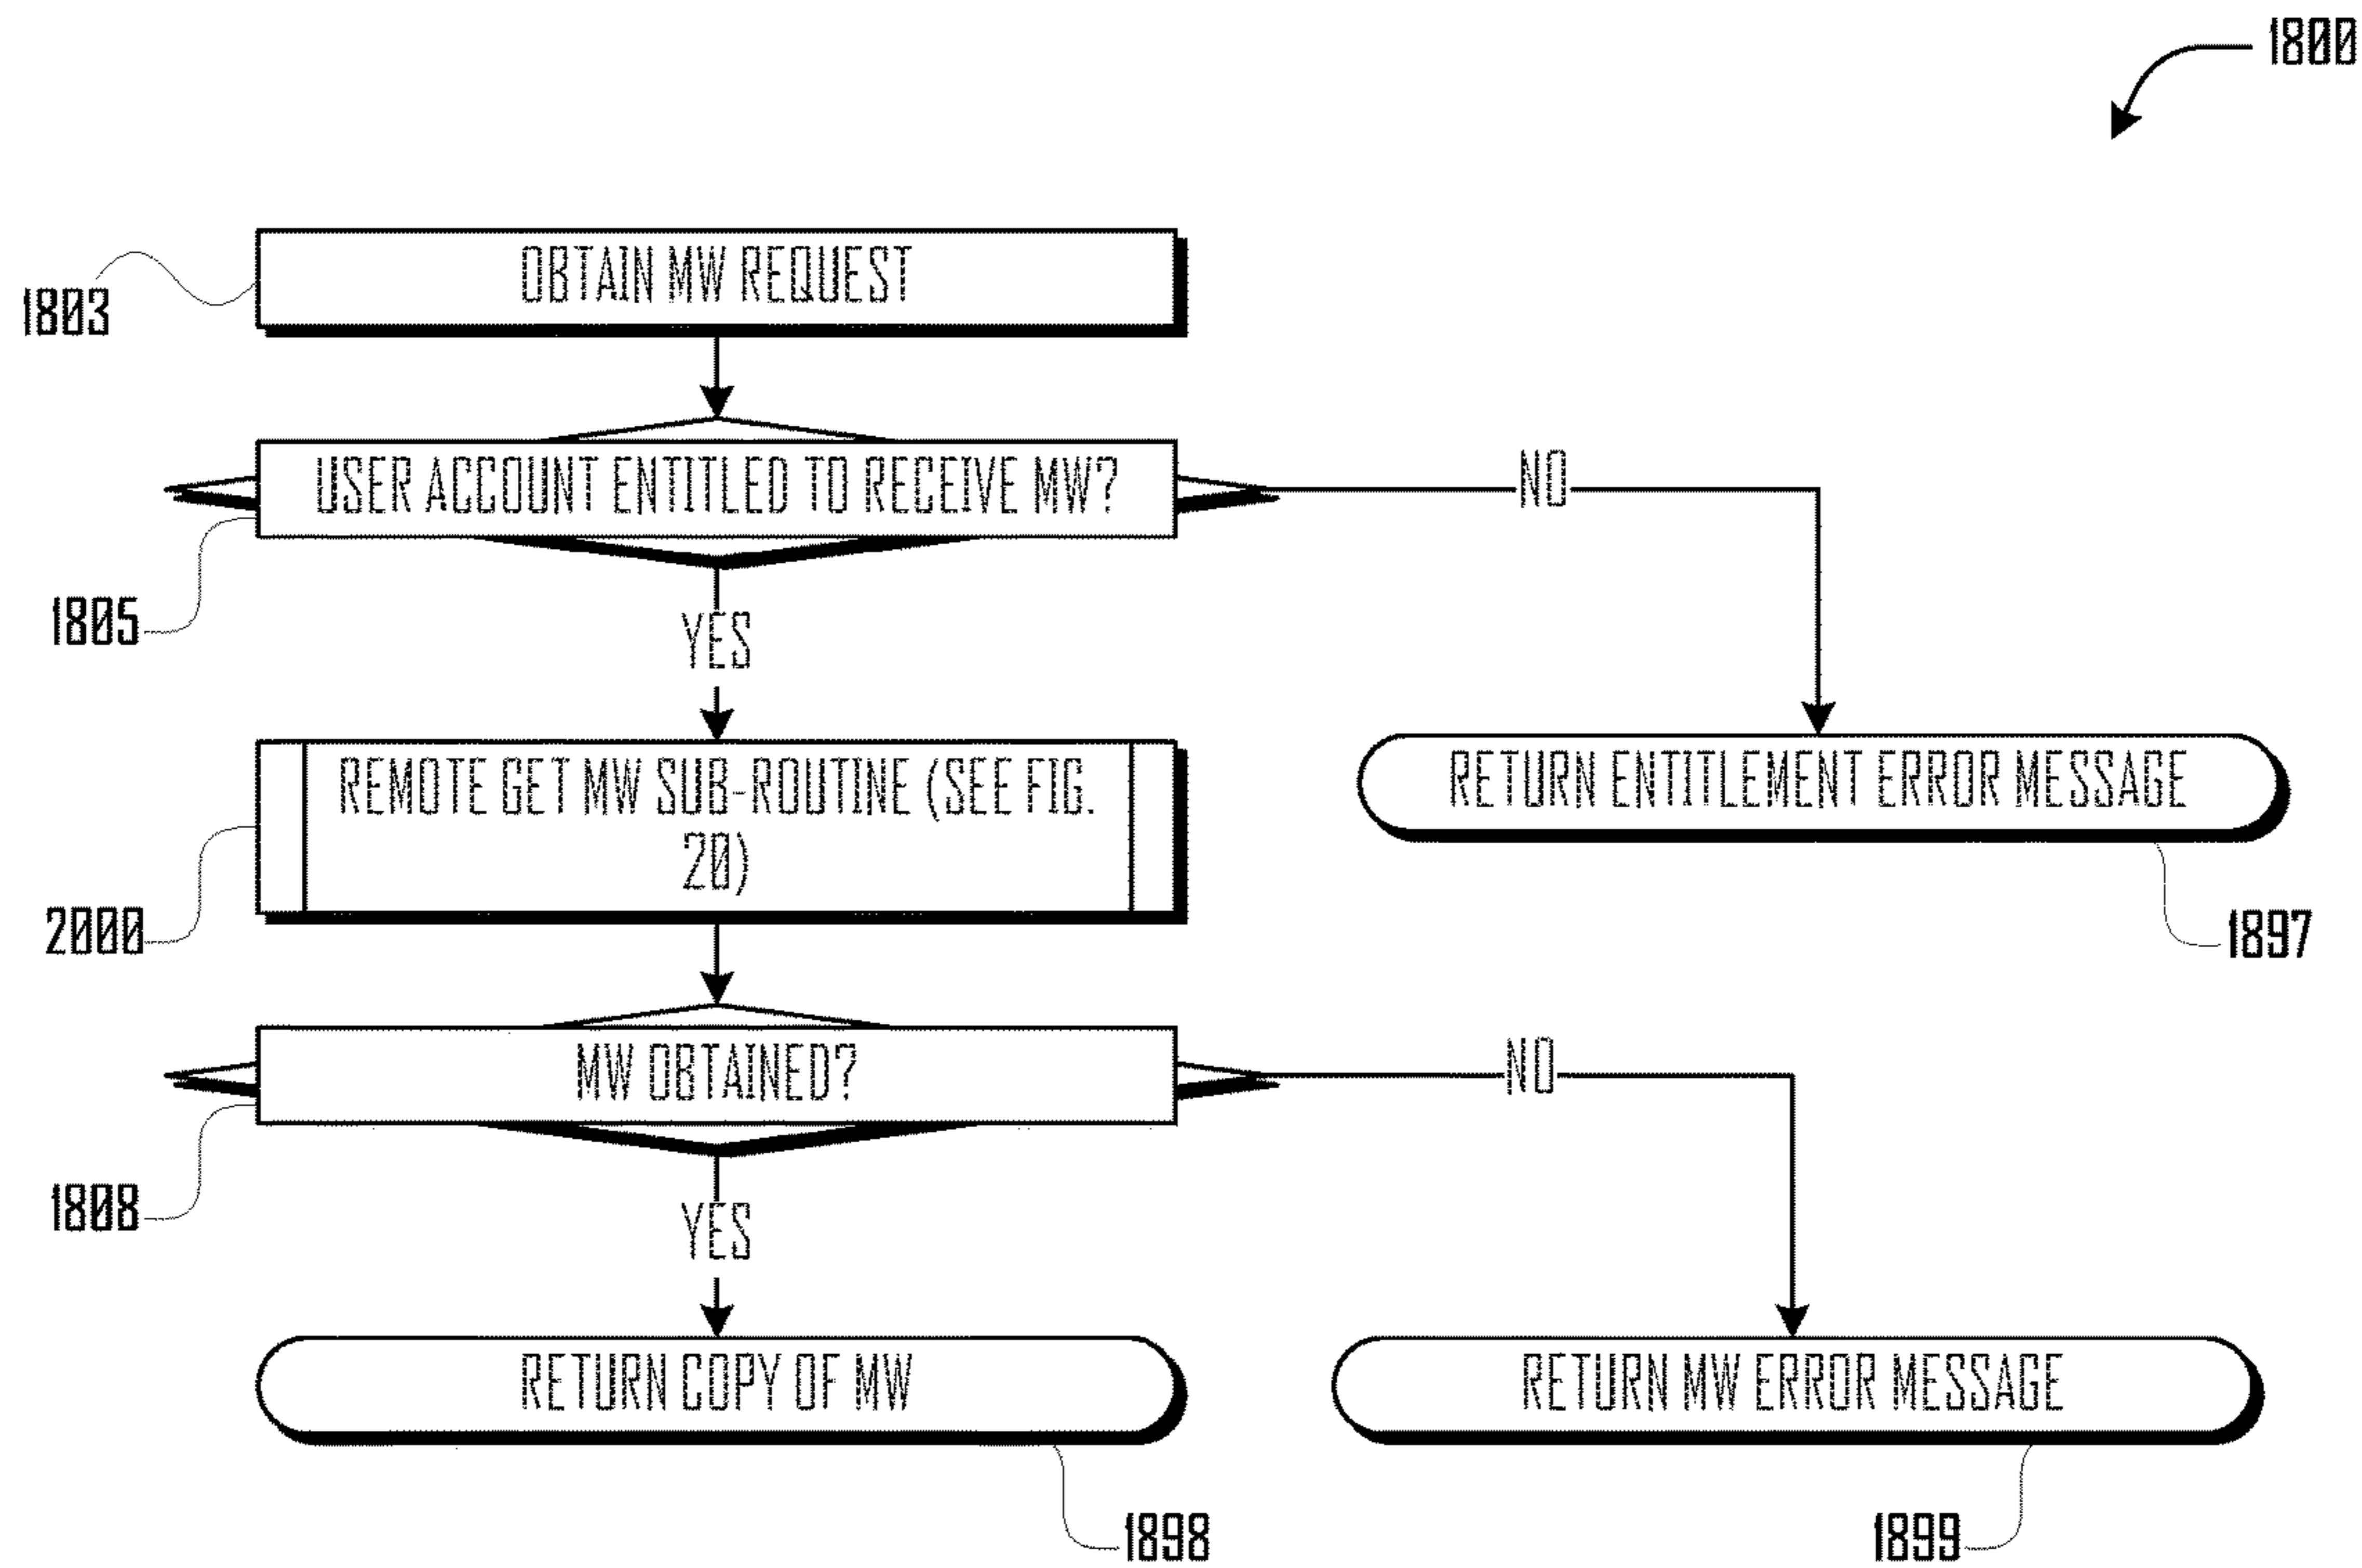 1800
OBTAIN MW REQUEST
1803
USER ACCOUNT ENTITLED TO RECEIVE MW?
NO
1805
YES
REMOTE GET MW SUB-ROUTINE (SEE FIG.
20)
RETURN ENTITLEMENT ERROR MESSAGE
2000
1897
MW OBTAINED?
NO
1808
YES
RETURN COPY OF MW
RETURN MW ERROR MESSAGE
1898
1899